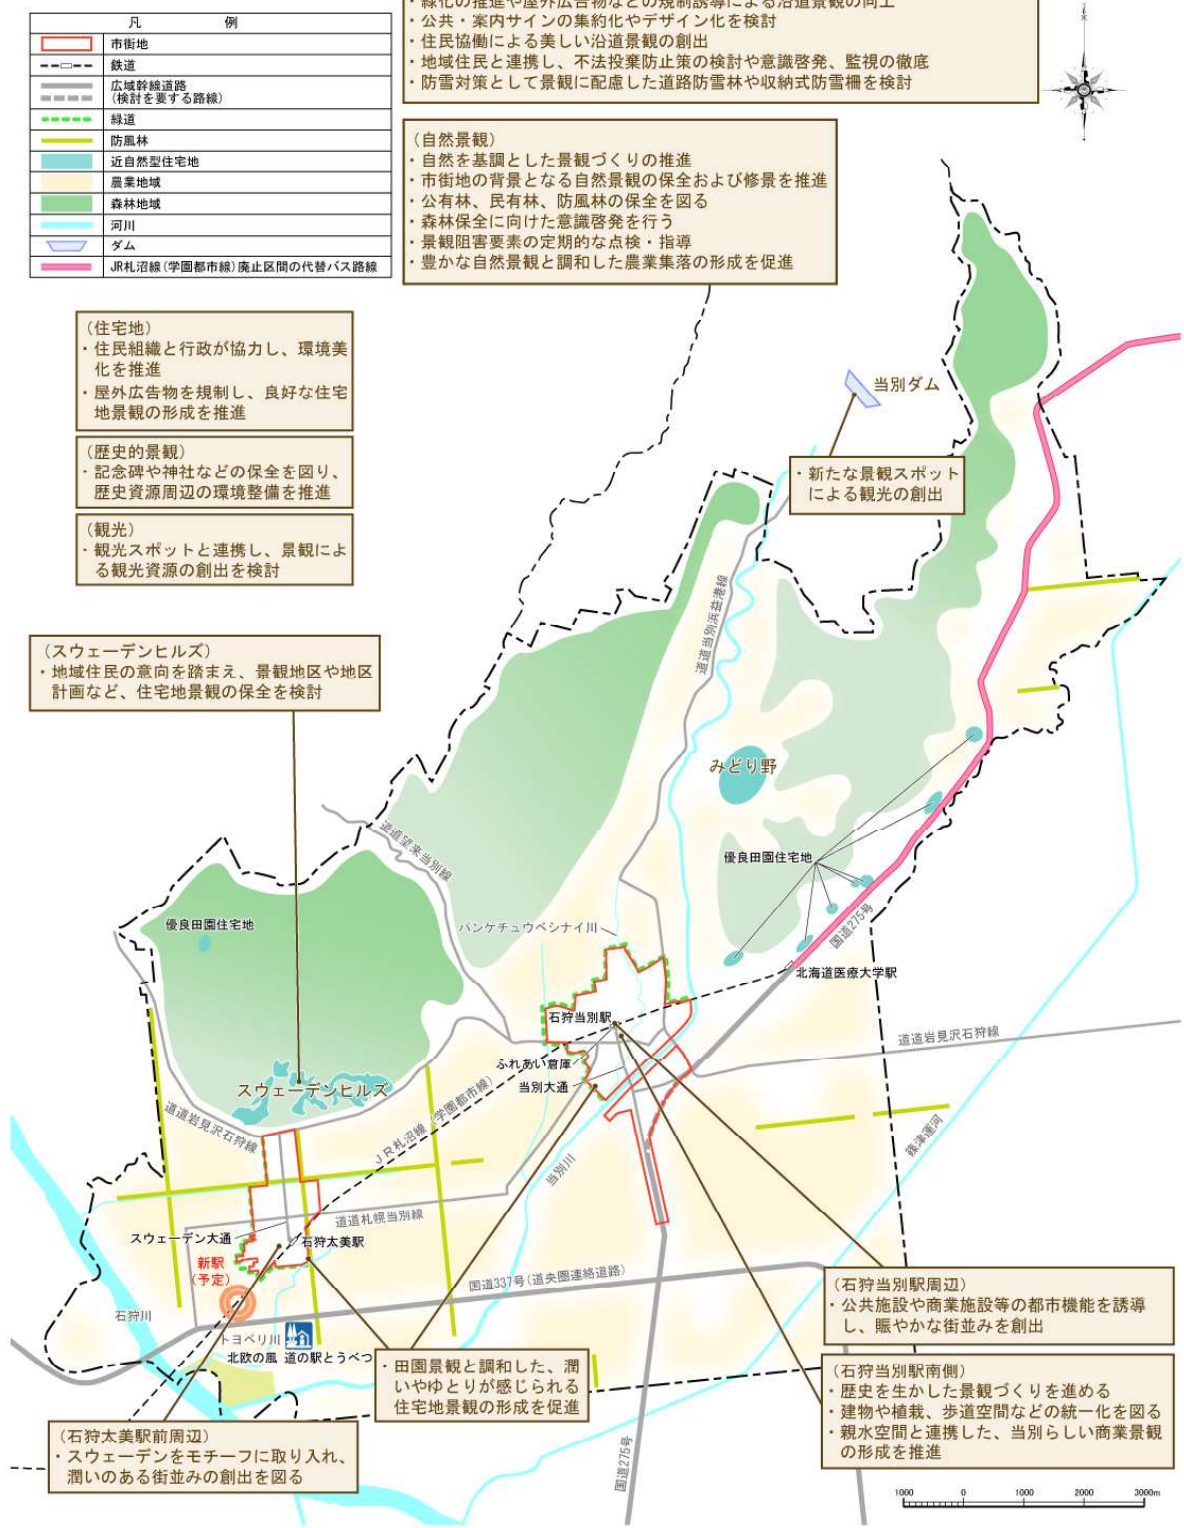 凡 例
市街地
鉄道
広域幹線道路
(検討を要する路線)
緑道
防風林
近自然型住宅地
農業地域
森林地域
河川
ダム
JR札沼線(学園都市線)廃止区間の代替バス路線
・緑化の推進や屋外広告物などの規制誘導による沿道景観の向上
・公共・案内サインの集約化やデザイン化を検討
・住民協働による美しい沿道景観の創出
・地域住民と連携し、不法投棄防止策の検討や意識啓発、監視の徹底
・防雪対策として景観に配慮した道路防雪林や収納式防雪柵を検討
(自然景観)
・自然を基調とした景観づくりの推進
・市街地の背景となる自然景観の保全および修景を推進
・公有林、民有林、防風林の保全を図る
・森林保全に向けた意識啓発を行う
・景観阻害要素の定期的な点検・指導
・豊かな自然景観と調和した農業集落の形成を促進
(住宅地)
・住民組織と行政が協力し、環境美
化を推進
・屋外広告物を規制し、良好な住宅
地景観の形成を推進
(歴史的景観)
・記念碑や神社などの保全を図り、
歴史資源周辺の環境整備を推進
(観光)
・観光スポットと連携し、景観によ
る観光資源の創出を検討
当別ダム
・新たな景観スポット
による観光の創出
道道当別浜益港線
(スウェーデンヒルズ)
・地域住民の意向を踏まえ、景観地区や地区
計画など、住宅地景観の保全を検討
みどり野
道道望来当別線
優良田園住宅地
優良田園住宅地
パンケチュウベシナイ川
国道275号
北海道医療大学駅
石狩当別駅
道道岩見沢石狩線
ふれあい倉庫
当別大通
スウェーデンヒルズ
JR札沼線(学園都市線)
道道岩見沢石狩線
篠津運河
当別川
道道札幌当別線
スウェーデン大通
石狩太美駅
新駅
(予定)
国道337号(道央圏連絡道路)
石狩川
トヨベリ川
北欧の風 道の駅とうべつ
(石狩当別駅周辺)
・公共施設や商業施設等の都市機能を誘導
し、賑やかな街並みを創出
・田園景観と調和した、潤
いやゆとりが感じられる
住宅地景観の形成を促進
(石狩当別駅南側)
・歴史を生かした景観づくりを進める
・建物や植栽、歩道空間などの統一化を図る
・親水空間と連携した、当別らしい商業景観
の形成を推進
(石狩太美駅前周辺)
・スウェーデンをモチーフに取り入れ、
潤いのある街並みの創出を図る
国道275号
1000 0 1000 2000 3000m